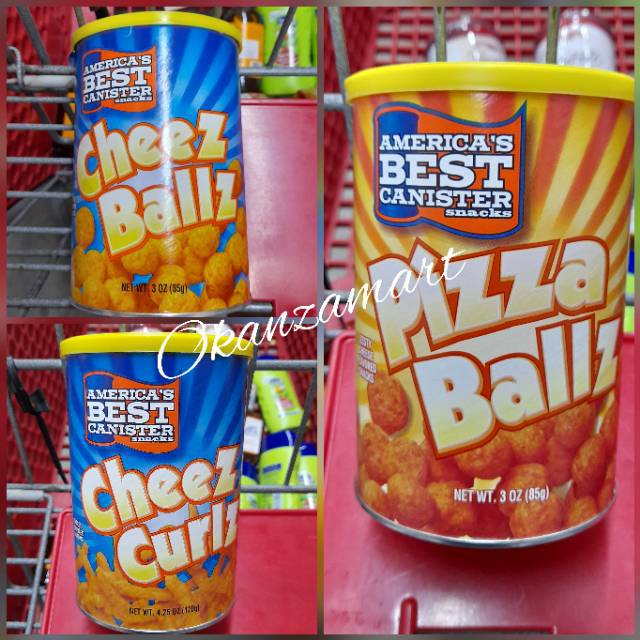 AMERICA'S
BEST
CANISTER
snacks
Cheez
Ballz
NET WT. 3 OZ (85g)
AMERICA'S
BEST
CANISTER
snacks
Cheez
Curlz
NET WT. 4.25 OZ (120g)
AMERICA'S
BEST
CANISTER
snacks
Pizza
Ballz
NET WT. 3 OZ (85g)
Okanzamart